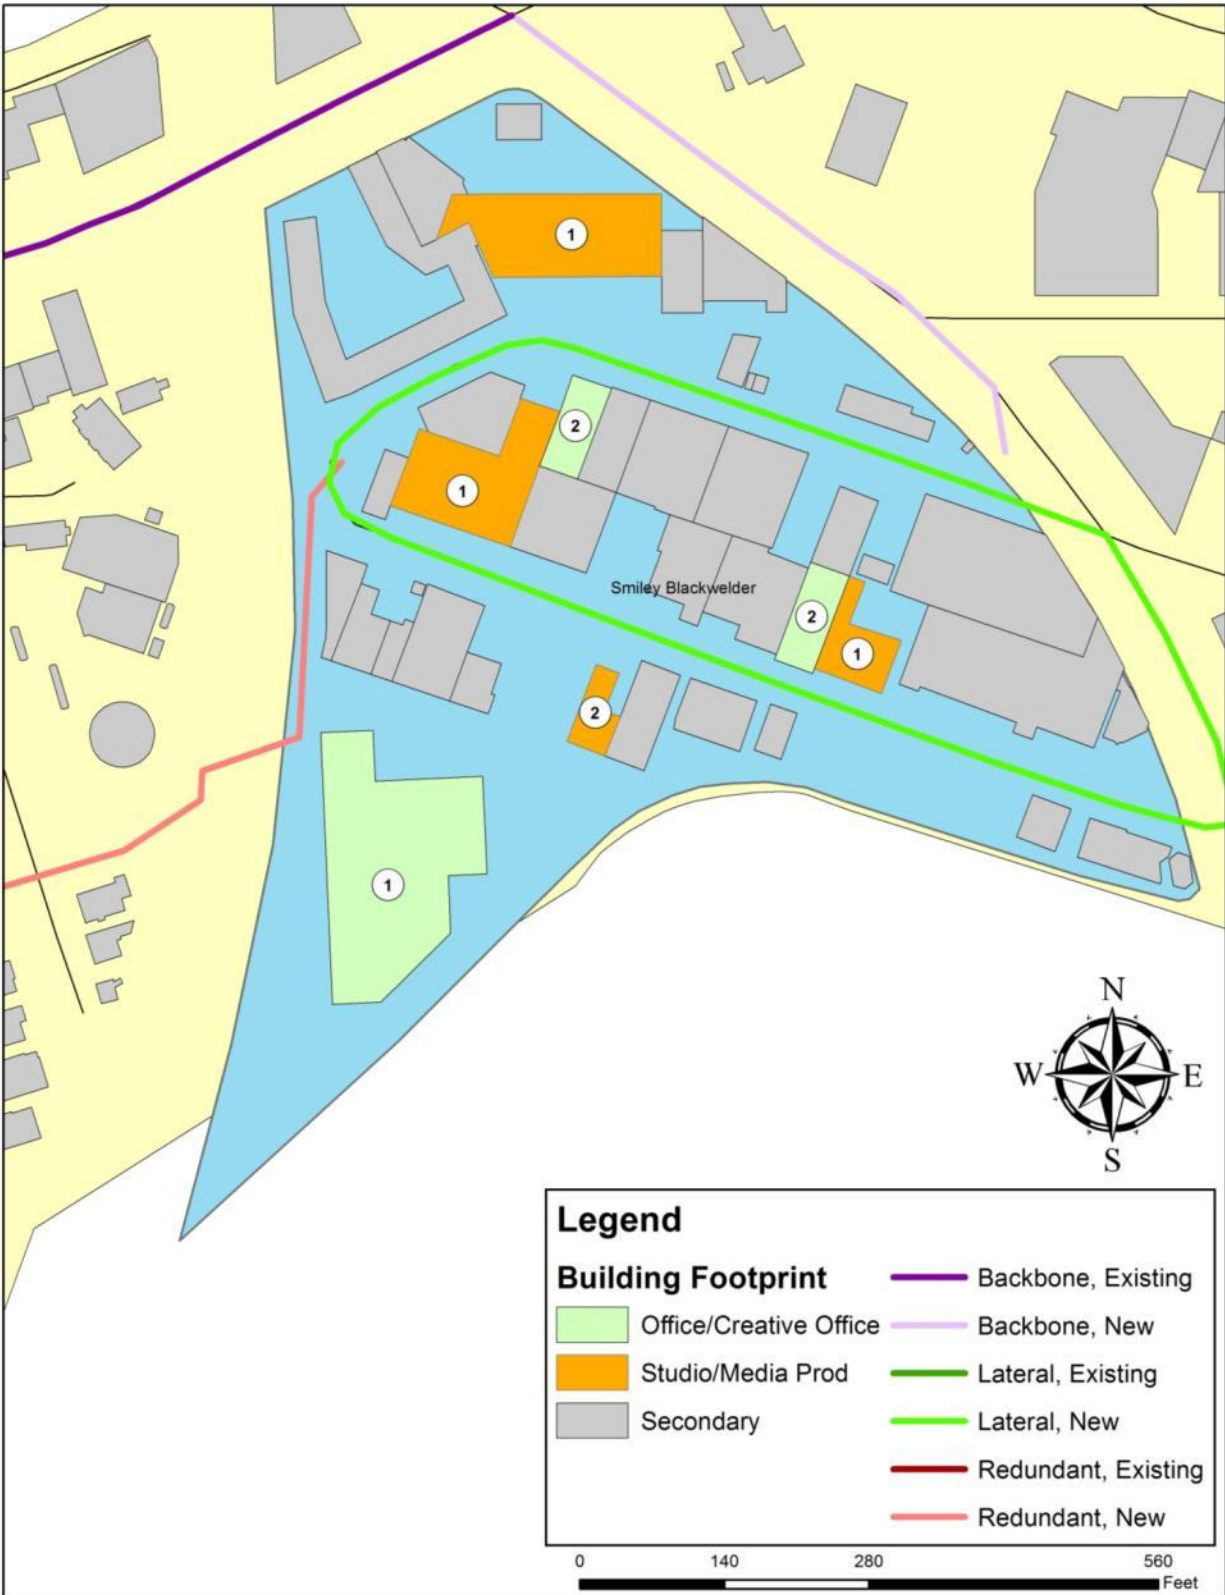 1
2
1
Smiley Blackwelder
2
1
2
1
N
W E
S
Legend
Building Footprint
Office/Creative Office
Studio/Media Prod
Secondary
Backbone, Existing
Backbone, New
Lateral, Existing
Lateral, New
Redundant, Existing
Redundant, New
0 140 280 560
Feet